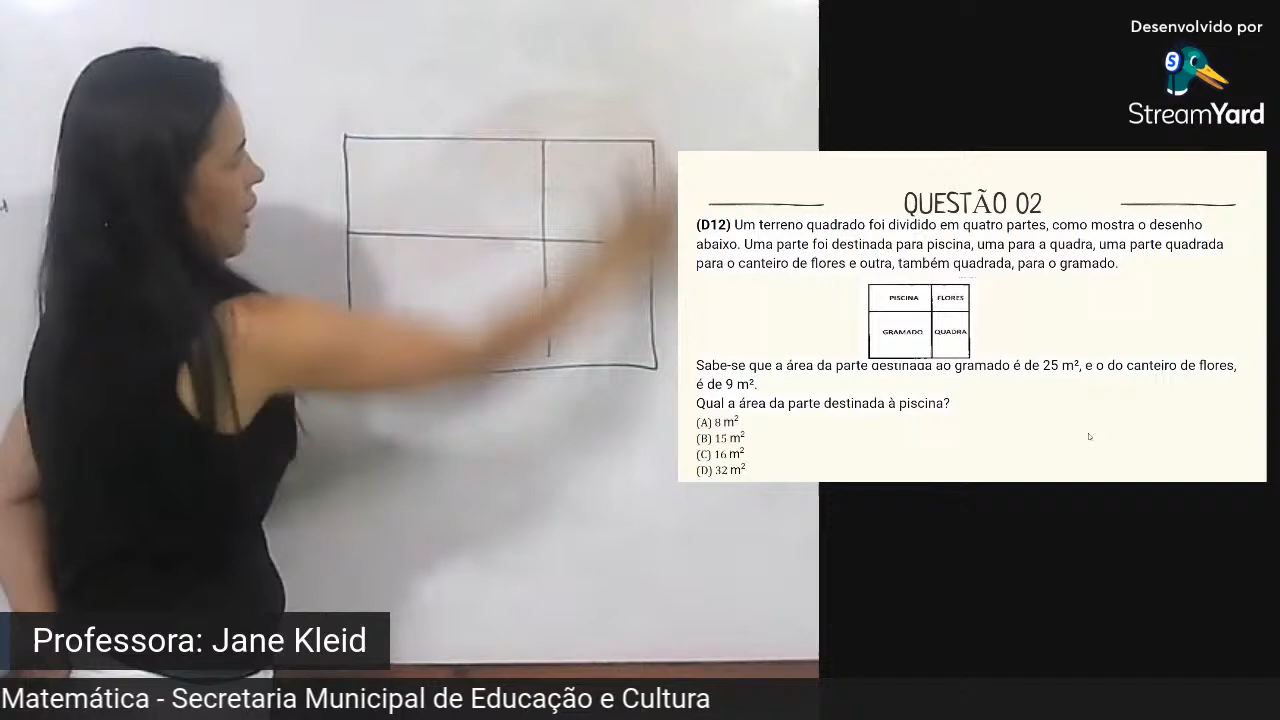 Desenvolvido por
S
StreamYard
QUESTÃO 02
(D12) Um terreno quadrado foi dividido em quatro partes, como mostra o desenho
abaixo. Uma parte foi destinada para piscina, uma para a quadra, uma parte quadrada
para o canteiro de flores e outra, também quadrada, para o gramado.
PISCINA FLORES
GRAMADO QUADRA
Sabe-se que a área da parte destinada ao gramado é de 25 m², e o do canteiro de flores,
é de 9 m².
Qual a área da parte destinada à piscina?
(A) 8 m²
(B) 15 m²
(C) 16 m²
(D) 32 m²
Professora: Jane Kleid
Matemática - Secretaria Municipal de Educação e Cultura